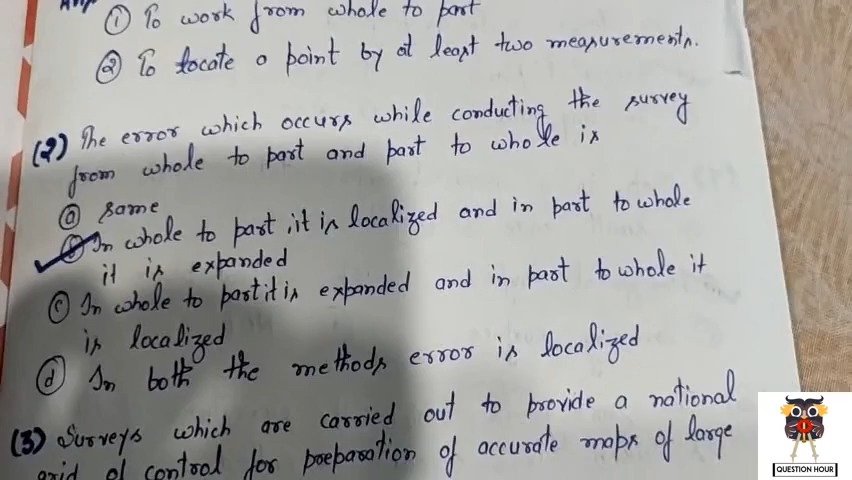 ① To work from whole to part
② To locate a point by at least two measurements.
(2) The error which occurs while conducting the survey
from whole to part and part to whole is
ⓐ same
ⓑ In whole to part, it is localized and in part to whole
it is expanded
ⓒ In whole to part it is expanded and in part to whole it
is localized
ⓓ In both the methods error is localized
(3) Surveys which are carried out to provide a national
grid of control for preparation of accurate maps of large
QUESTION HOUR